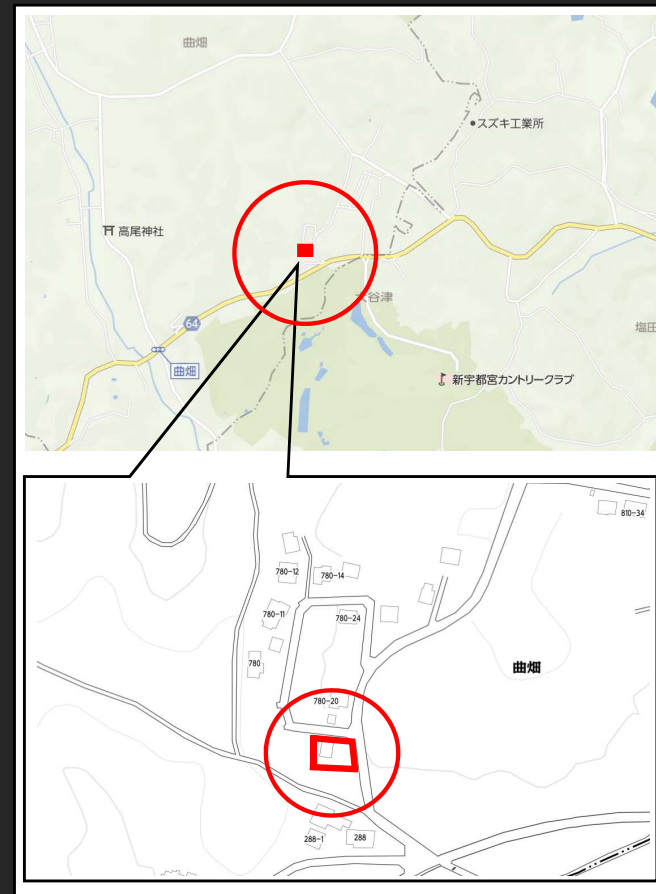 曲畑
スズキ工業所
高尾神社
大谷津
塩田
64
曲畑
新宇都宮カントリークラブ
810-34
780-12
780-14
780-11
780-24
曲畑
780
780-20
288-1
288